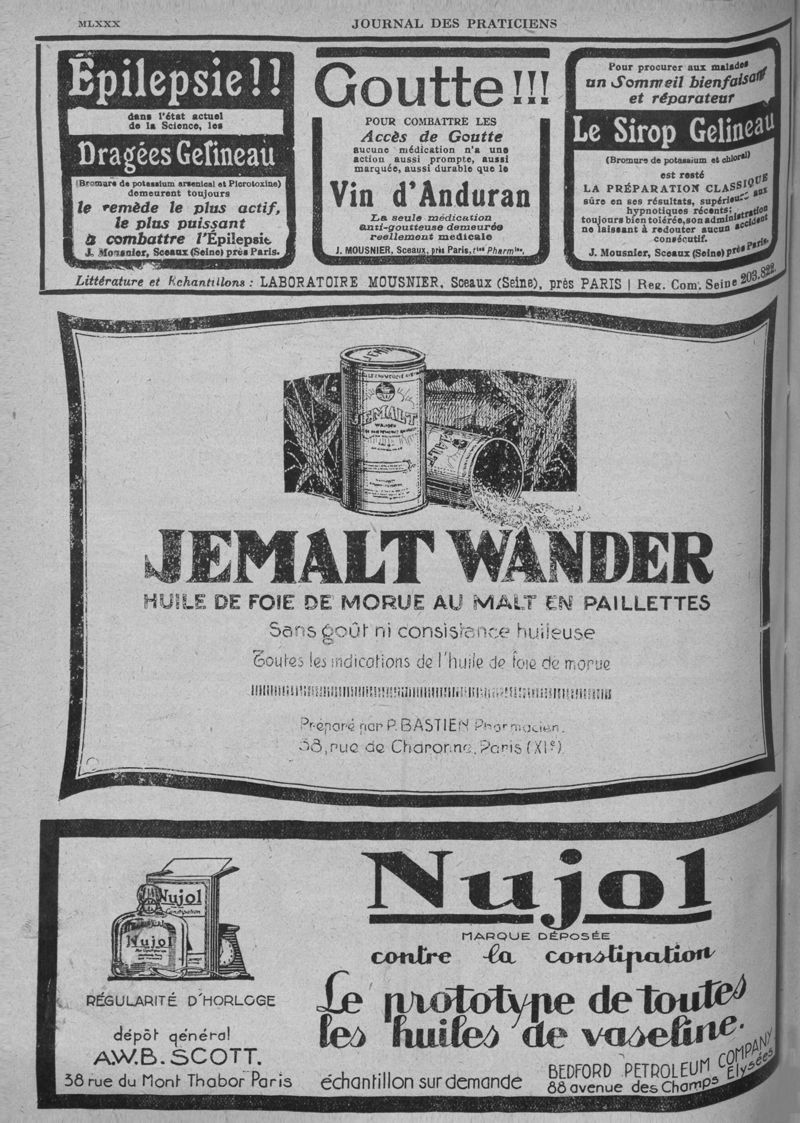 MLXXX
JOURNAL DES PRATICIENS
Épilepsie!!
dans l'état actuel
de la Science, les
Dragées Gelineau
(Bromure de potassium arsenical et Picrotoxine)
demeurent toujours
le remède le plus actif,
le plus puissant
à combattre l'Épilepsie
J. Mousnier, Sceaux (Seine) près Paris.
Goutte!!!
POUR COMBATTRE LES
Accès de Goutte
aucune médication n'a une
action aussi prompte, aussi
marquée, aussi durable que le
Vin d'Anduran
La seule médication
anti-goutteuse demeurée
réellement médicale
J. MOUSNIER, Sceaux, près Paris, et les Pharmies.
Pour procurer aux malades
un Sommeil bienfaisant
et réparateur
Le Sirop Gelineau
(Bromure de potassium et chloral)
est resté
LA PRÉPARATION CLASSIQUE
sûre en ses résultats, supérieure aux
hypnotiques récents;
toujours bien tolérée, son administration
ne laissant à redouter aucun accident
consécutif.
J. Mousnier, Sceaux (Seine) près Paris.
Littérature et Echantillons : LABORATOIRE MOUSNIER, Sceaux (Seine), près PARIS | Reg. Com. Seine 203.822.
JEMALT
WANDER
JEMALT WANDER
HUILE DE FOIE DE MORUE AU MALT EN PAILLETTES
Sans goût ni consistance huileuse
Toutes les indications de l'huile de foie de morue
Préparé par P. BASTIEN Pharmacien.
58, rue de Charonne, Paris (XIe)
Nujol
Constipation
Nujol
RÉGULARITÉ D'HORLOGE
dépôt général
A.W.B. SCOTT.
38 rue du Mont Thabor Paris
Nujol
MARQUE DÉPOSÉE
contre la constipation
Le prototype de toutes
les huiles de vaseline.
échantillon sur demande
BEDFORD PETROLEUM COMPANY
88 avenue des Champs Élysées